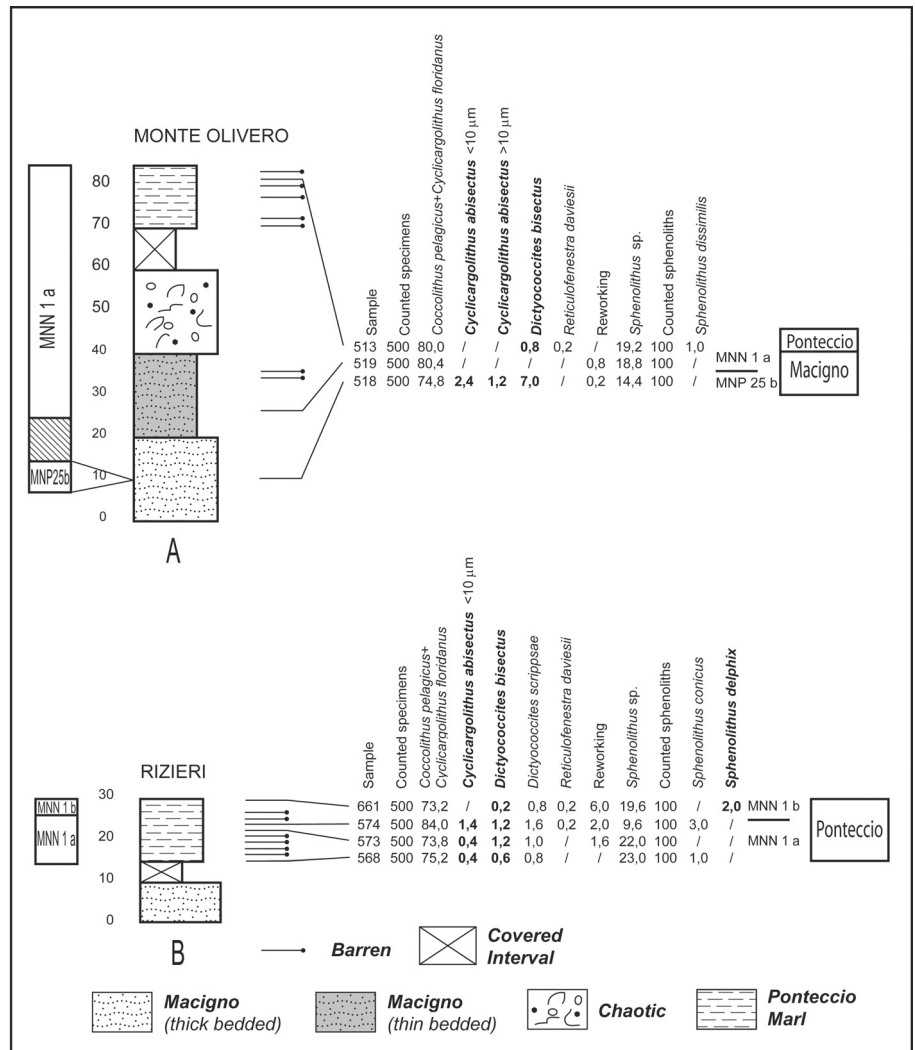 MONTE OLIVERO
80
70
60
50
40
30
20
10
0
MNN 1 a
MNP25b
A
Sample
Counted specimens
Coccolithus pelagicus+Cyclicargolithus floridanus
Cyclicargolithus abisectus <10 µm
Cyclicargolithus abisectus >10 µm
Dictyococcites bisectus
Reticulofenestra daviesii
Reworking
Sphenolithus sp.
Counted sphenoliths
Sphenolithus dissimilis
513 500 80,0 / / 0,8 0,2 / 19,2 100 1,0
519 500 80,4 / / / / 0,8 18,8 100 /
518 500 74,8 2,4 1,2 7,0 / 0,2 14,4 100 /
MNN 1 a
MNP 25 b
Ponteccio
Macigno
RIZIERI
30
20
10
0
MNN 1 b
MNN 1 a
B
Sample
Counted specimens
Coccolithus pelagicus+
Cyclicargolithus floridanus
Cyclicargolithus abisectus <10 µm
Dictyococcites bisectus
Dictyococcites scrippsae
Reticulofenestra daviesii
Reworking
Sphenolithus sp.
Counted sphenoliths
Sphenolithus conicus
Sphenolithus delphix
661 500 73,2 / 0,2 0,8 0,2 6,0 19,6 100 / 2,0 MNN 1 b
574 500 84,0 1,4 1,2 1,6 0,2 2,0 9,6 100 3,0 /
573 500 73,8 0,4 1,2 1,0 / 1,6 22,0 100 / / MNN 1 a
568 500 75,2 0,4 0,6 0,8 / / 23,0 100 1,0 /
Ponteccio
Barren
Covered
Interval
Macigno
(thick bedded)
Macigno
(thin bedded)
Chaotic
Ponteccio
Marl